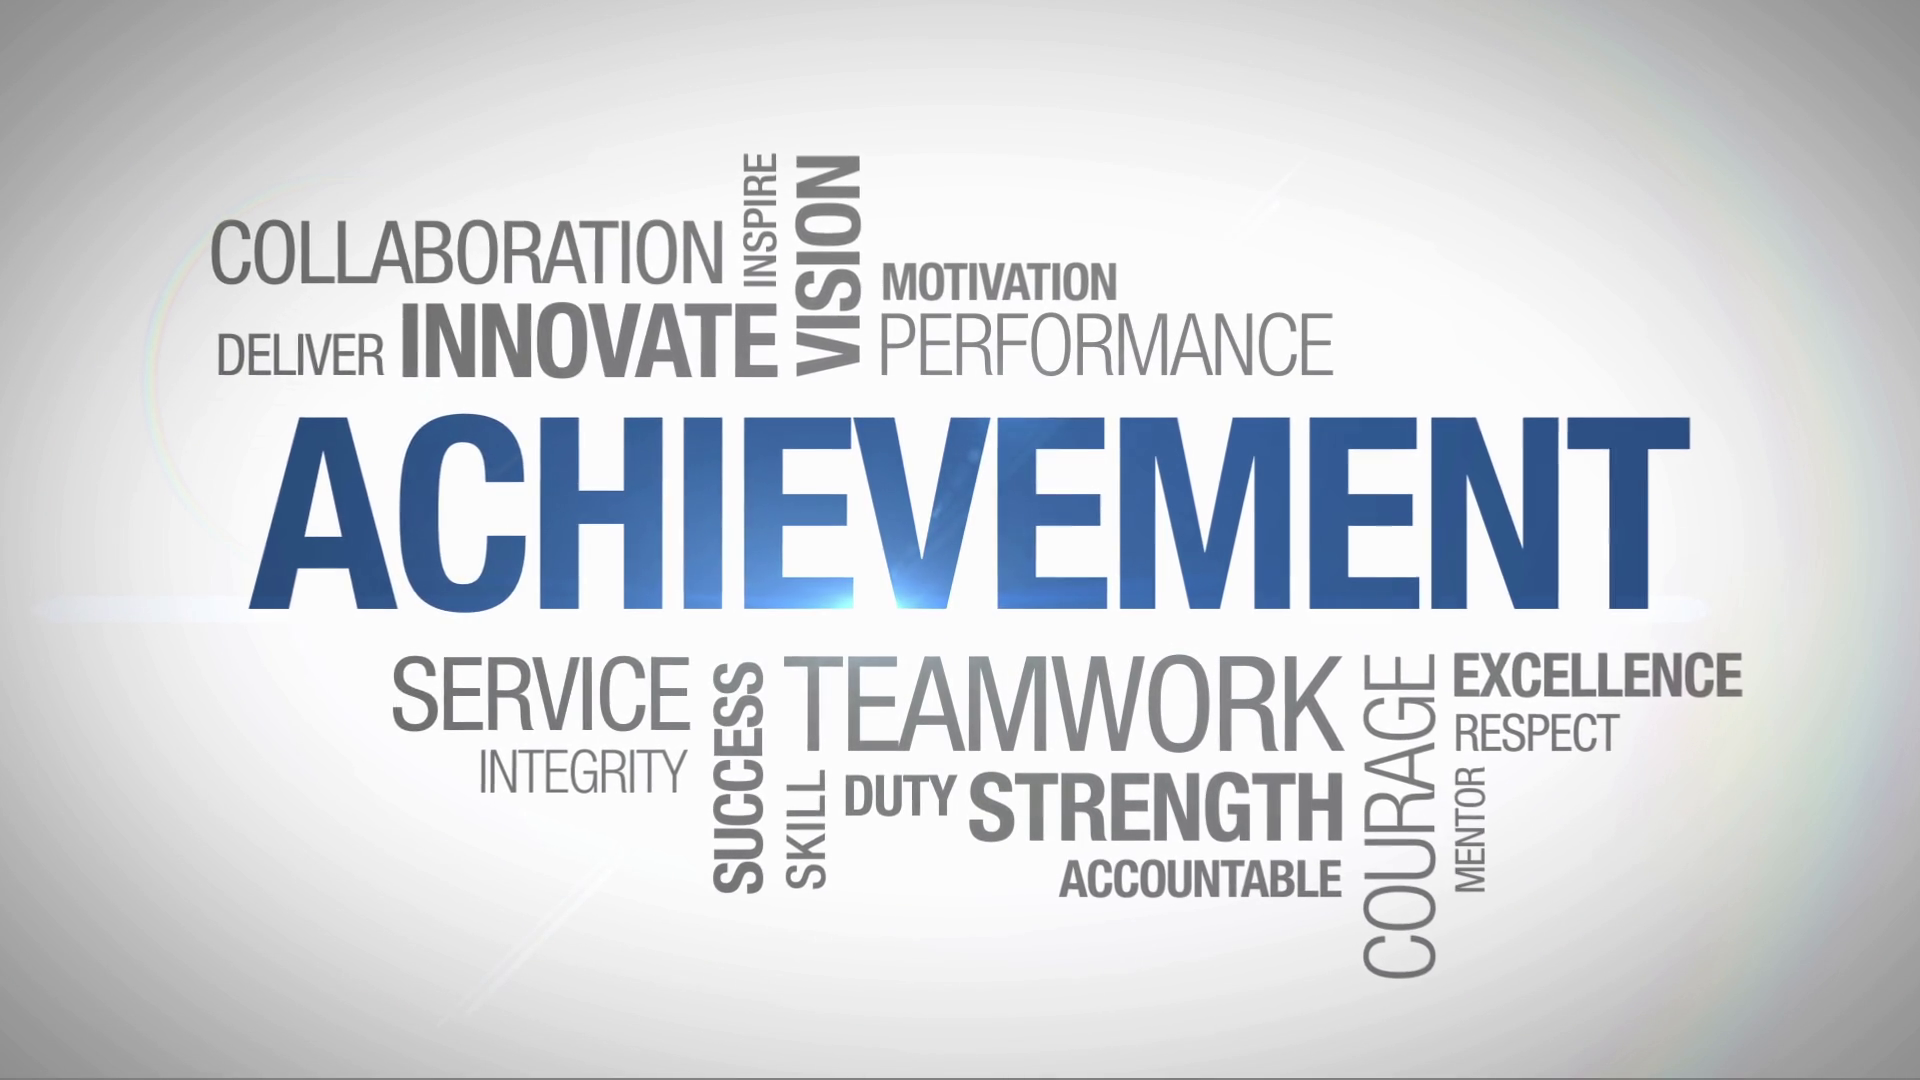 COLLABORATION
INSPIRE
VISION
MOTIVATION
DELIVER
INNOVATE
PERFORMANCE
ACHIEVEMENT
SERVICE
INTEGRITY
SUCCESS
TEAMWORK
SKILL
DUTY
STRENGTH
ACCOUNTABLE
COURAGE
EXCELLENCE
RESPECT
MENTOR